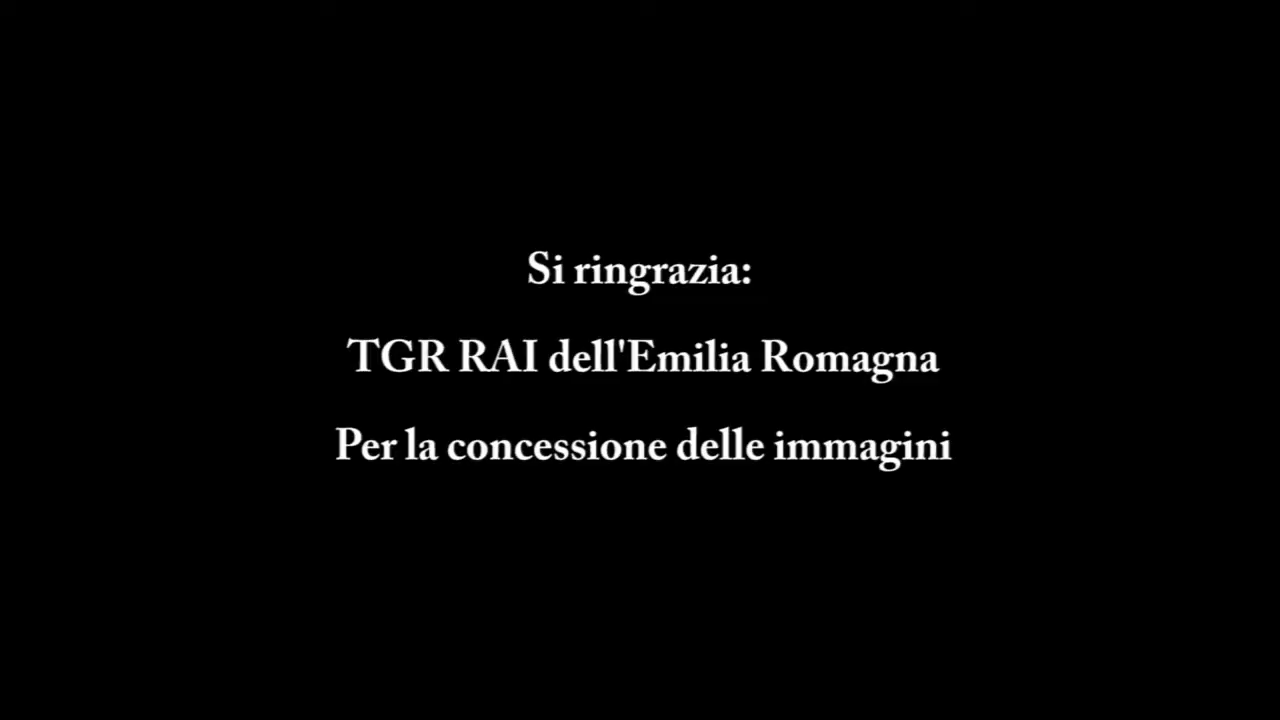 Si ringrazia:
TGR RAI dell'Emilia Romagna
Per la concessione delle immagini